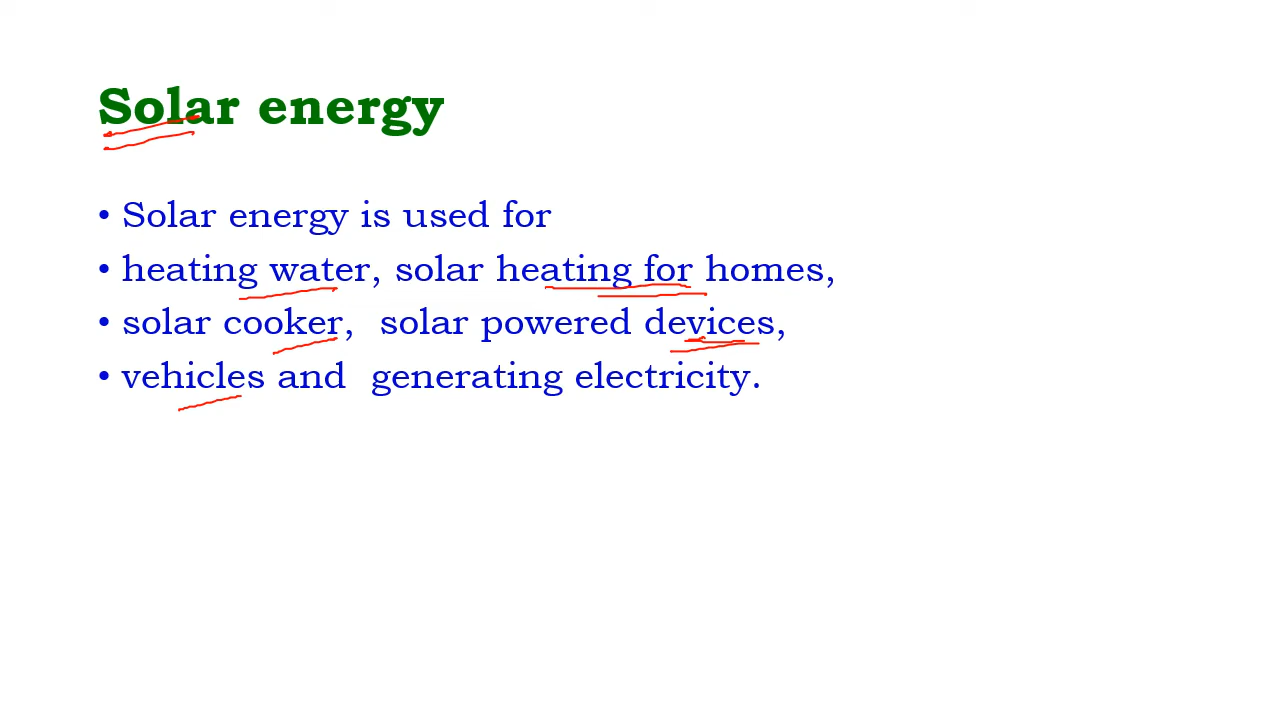 Solar energy
• Solar energy is used for
• heating water, solar heating for homes,
• solar cooker,  solar powered devices,
• vehicles and  generating electricity.